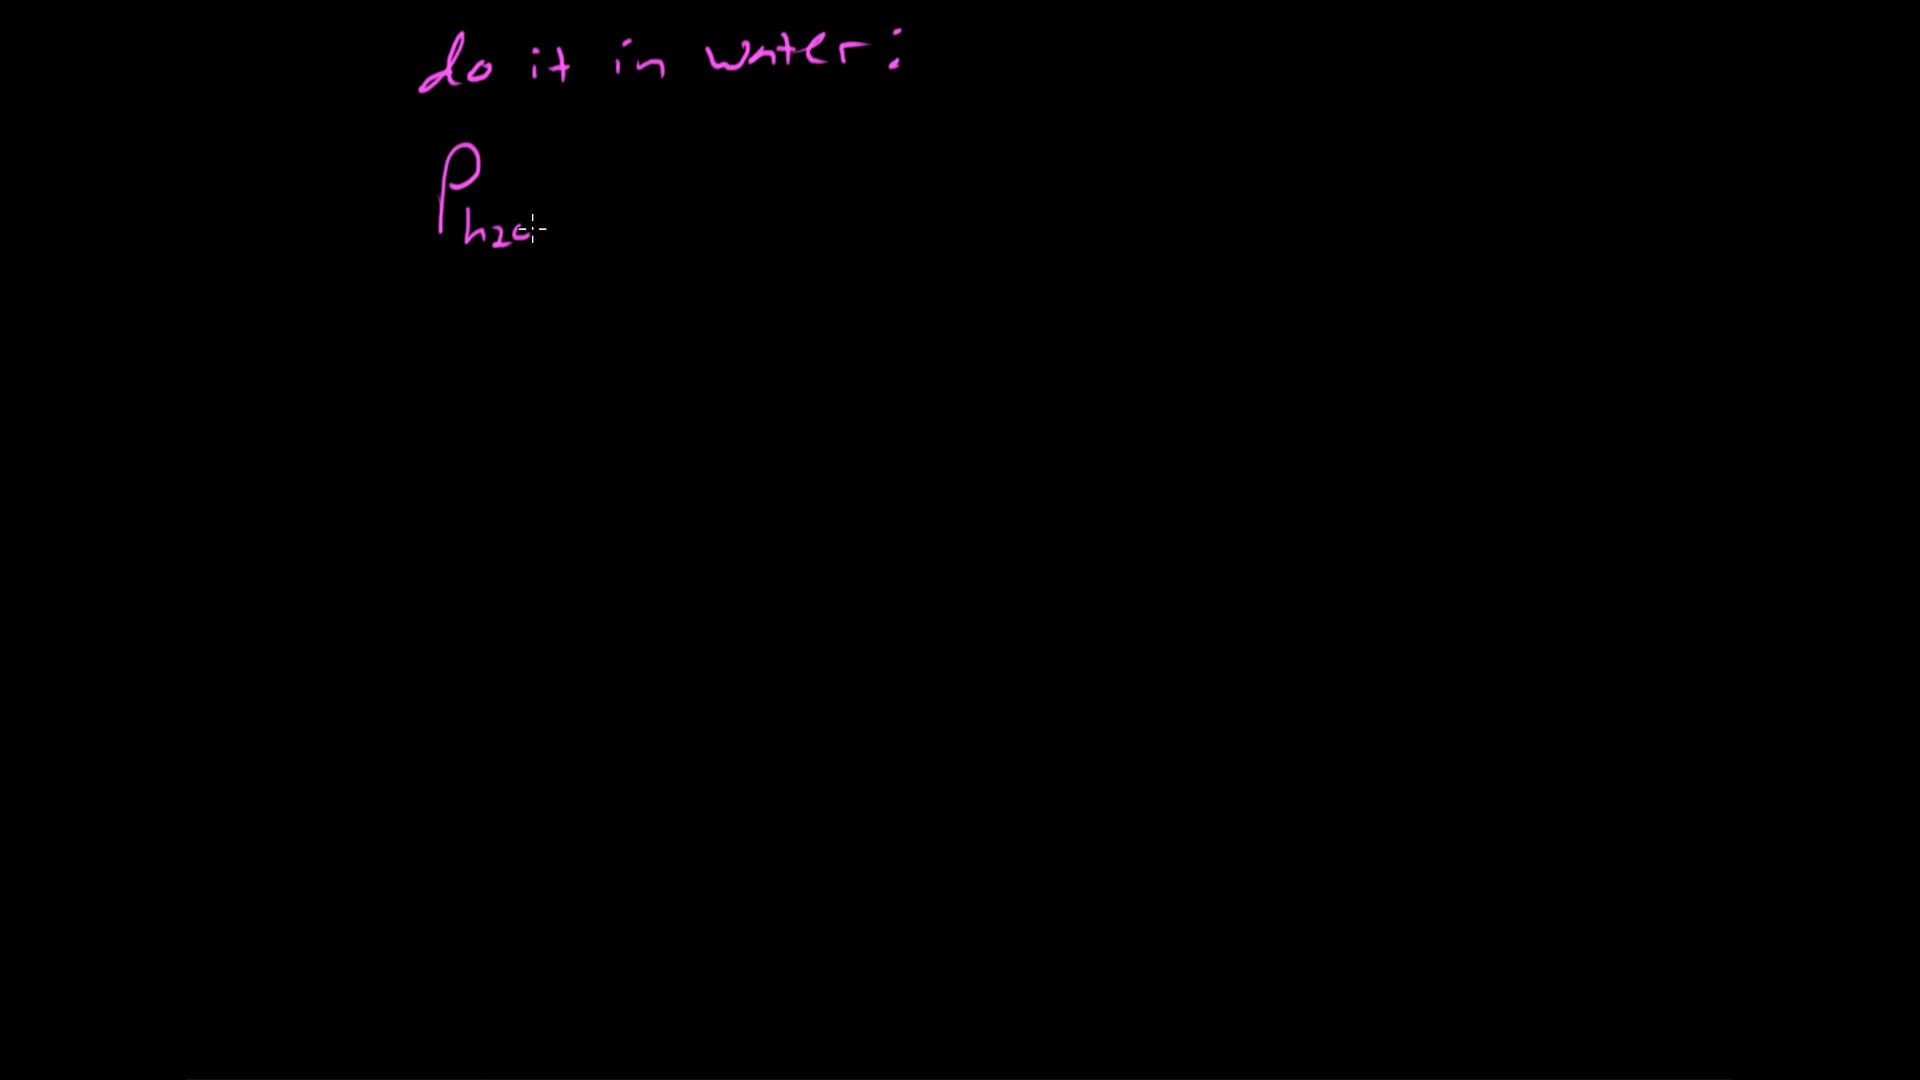 do it in water:
ρh2o